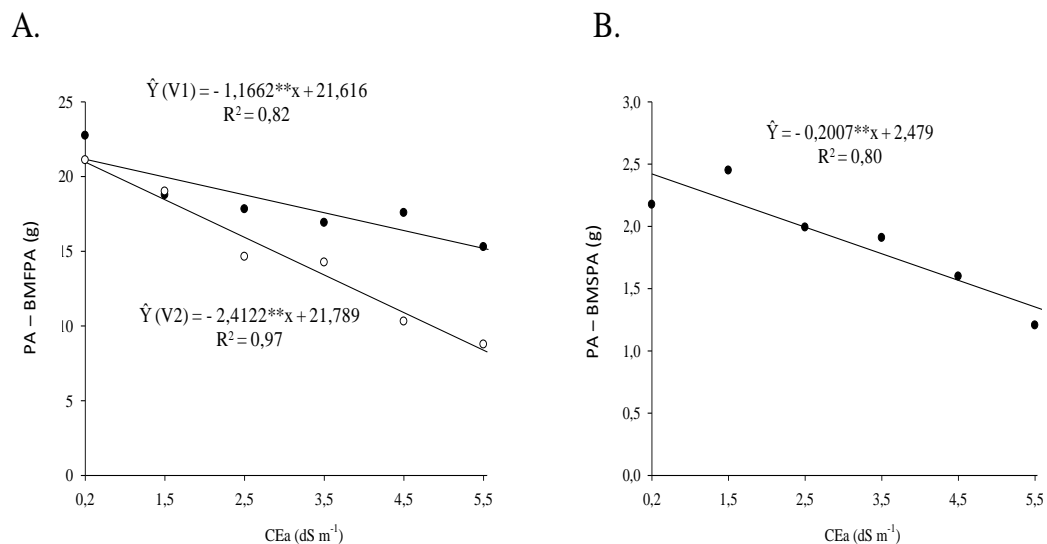 A.
Ŷ (V1) = - 1,1662**x + 21,616
R² = 0,82
25
20
15
10
5
0
PA – BMFPA (g)
Ŷ (V2) = - 2,4122**x + 21,789
R² = 0,97
0,2 1,5 2,5 3,5 4,5 5,5
CEa (dS m⁻¹)
B.
Ŷ = - 0,2007**x + 2,479
R² = 0,80
3,0
2,5
2,0
1,5
1,0
0,5
0,0
PA – BMSPA (g)
0,2 1,5 2,5 3,5 4,5 5,5
CEa (dS m⁻¹)